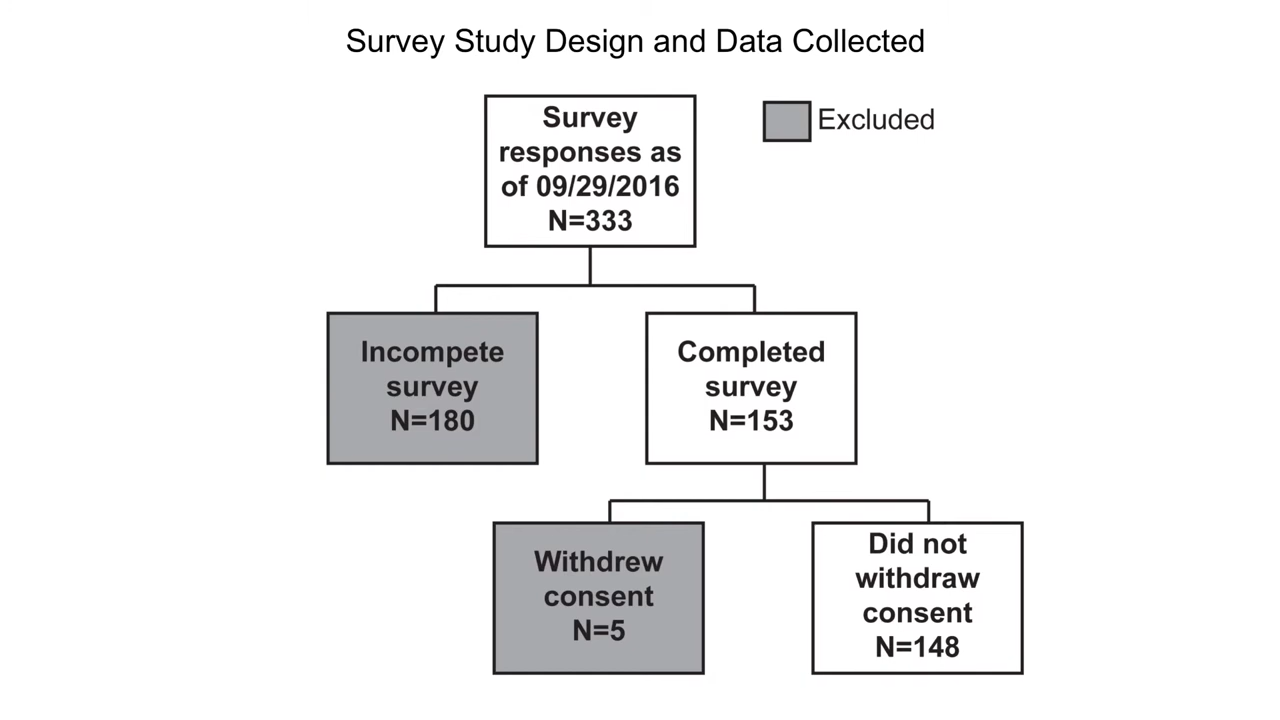 Survey Study Design and Data Collected
Survey
responses as
of 09/29/2016
N=333
Excluded
Incompete
survey
N=180
Completed
survey
N=153
Withdrew
consent
N=5
Did not
withdraw
consent
N=148